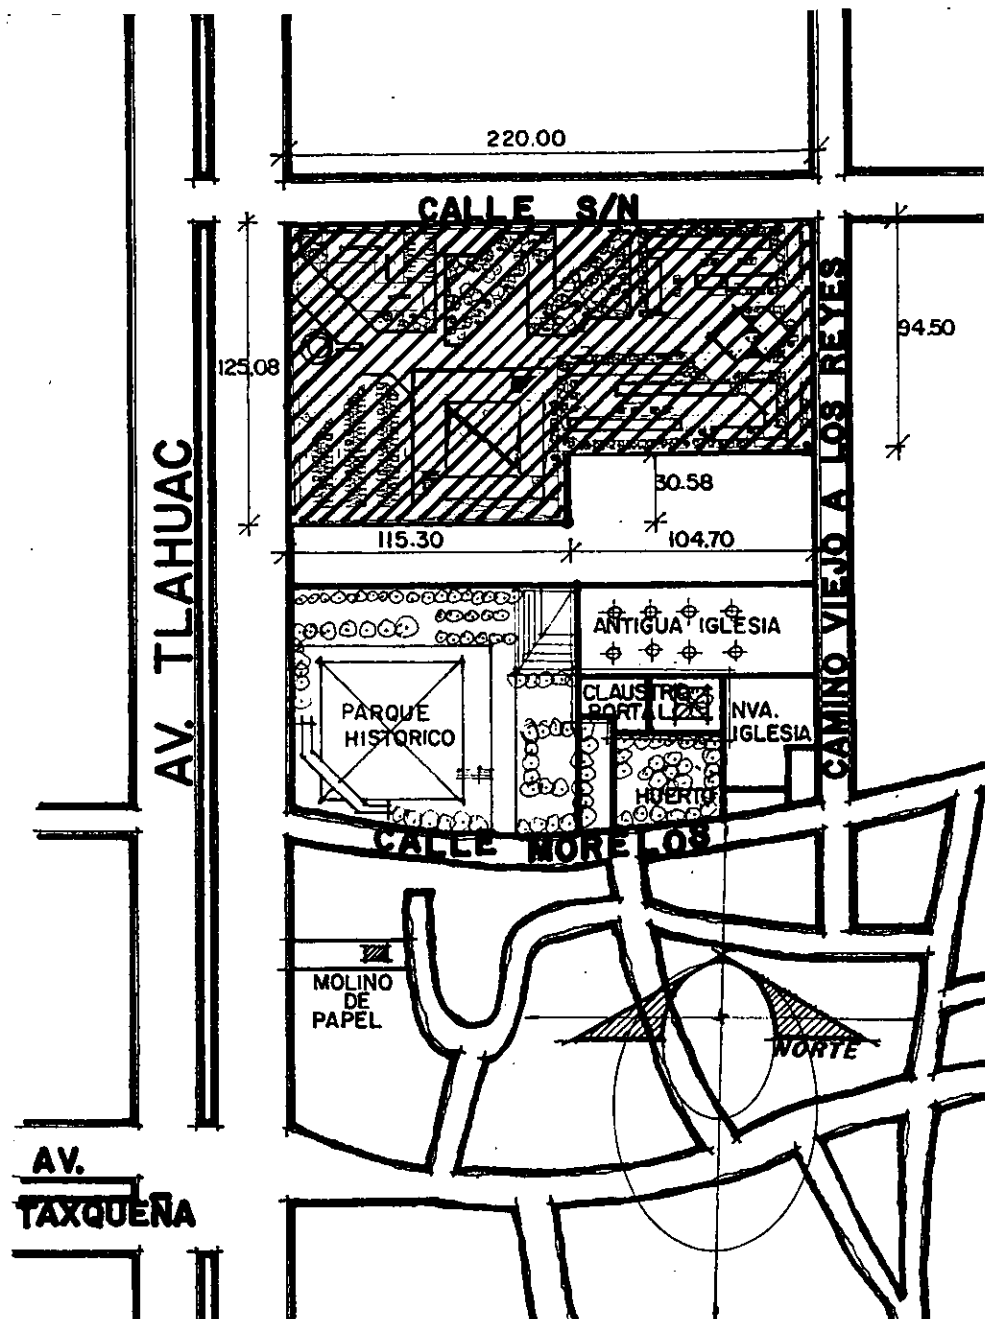 220.00
CALLE S/N
125.08
94.50
CAMINO VIEJO A LOS REYES
30.58
115.30
104.70
AV. TLAHUAC
ANTIGUA IGLESIA
CLAUSTRO
PORTAL
NVA.
IGLESIA
PARQUE
HISTORICO
HUERTO
CALLE MORELOS
MOLINO
DE
PAPEL
NORTE
AV.
TAXQUEÑA